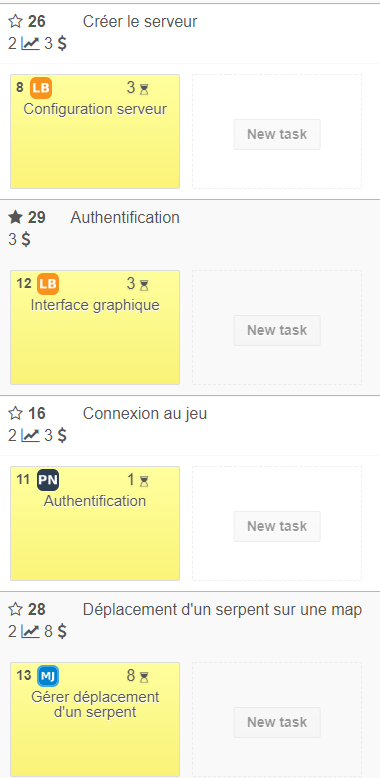 26 Créer le serveur
2 3 $
8 LB 3
Configuration serveur
New task
29 Authentification
3 $
12 LB 3
Interface graphique
New task
16 Connexion au jeu
2 3 $
11 PN 1
Authentification
New task
28 Déplacement d'un serpent sur une map
2 8 $
13 MJ 8
Gérer déplacement
d'un serpent
New task